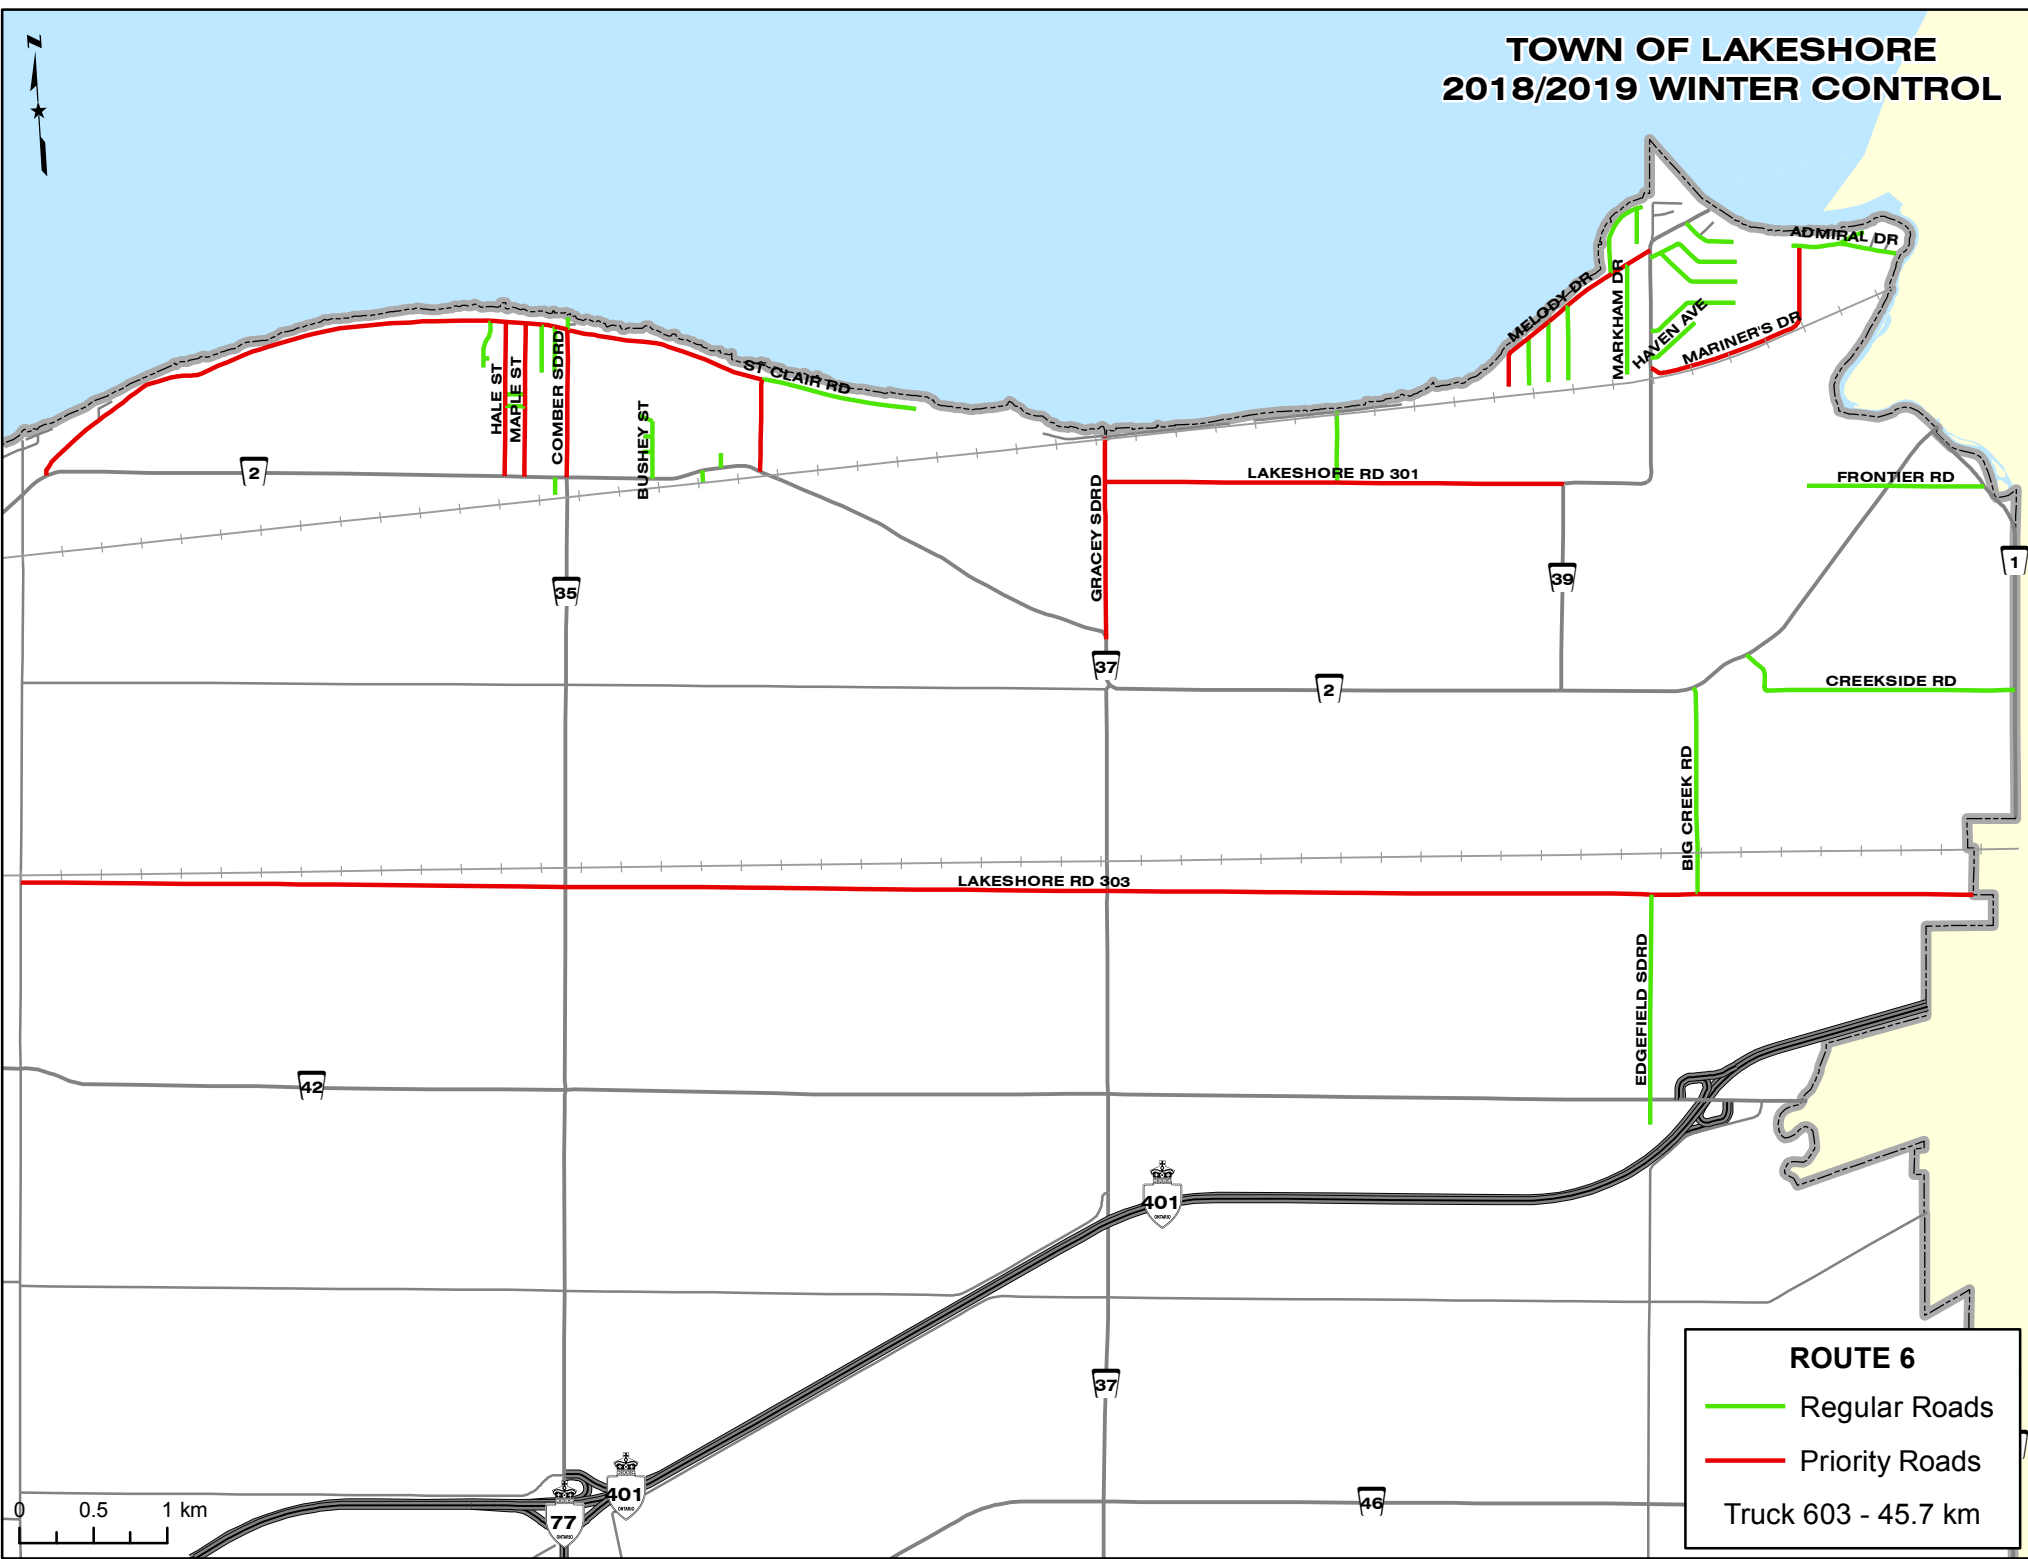 N
TOWN OF LAKESHORE
2018/2019 WINTER CONTROL
ADMIRAL DR
MELODY DR
MARKHAM DR
HAVEN AVE
MARINER'S DR
ST CLAIR RD
HALE ST
MAPLE ST
COMBER SDRD
BUSHEY ST
2
LAKESHORE RD 301
FRONTIER RD
GRACEY SDRD
35
39
1
37
2
CREEKSIDE RD
BIG CREEK RD
LAKESHORE RD 303
EDGEFIELD SDRD
42
401
ONTARIO
37
401
ONTARIO
77
ONTARIO
46
0 0.5 1 km
ROUTE 6
Regular Roads
Priority Roads
Truck 603 - 45.7 km